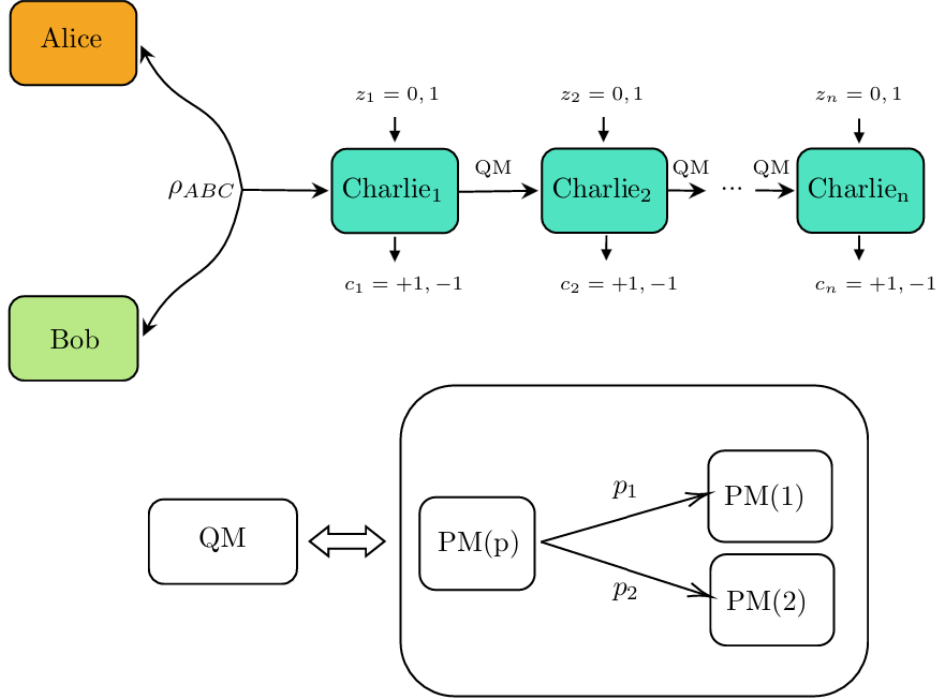 Alice
z₁ = 0, 1
z₂ = 0, 1
zₙ = 0, 1
ρ_ABC
Charlie₁
QM
Charlie₂
QM
...
QM
Charlieₙ
c₁ = +1, −1
c₂ = +1, −1
cₙ = +1, −1
Bob
QM
PM(p)
p₁
PM(1)
p₂
PM(2)